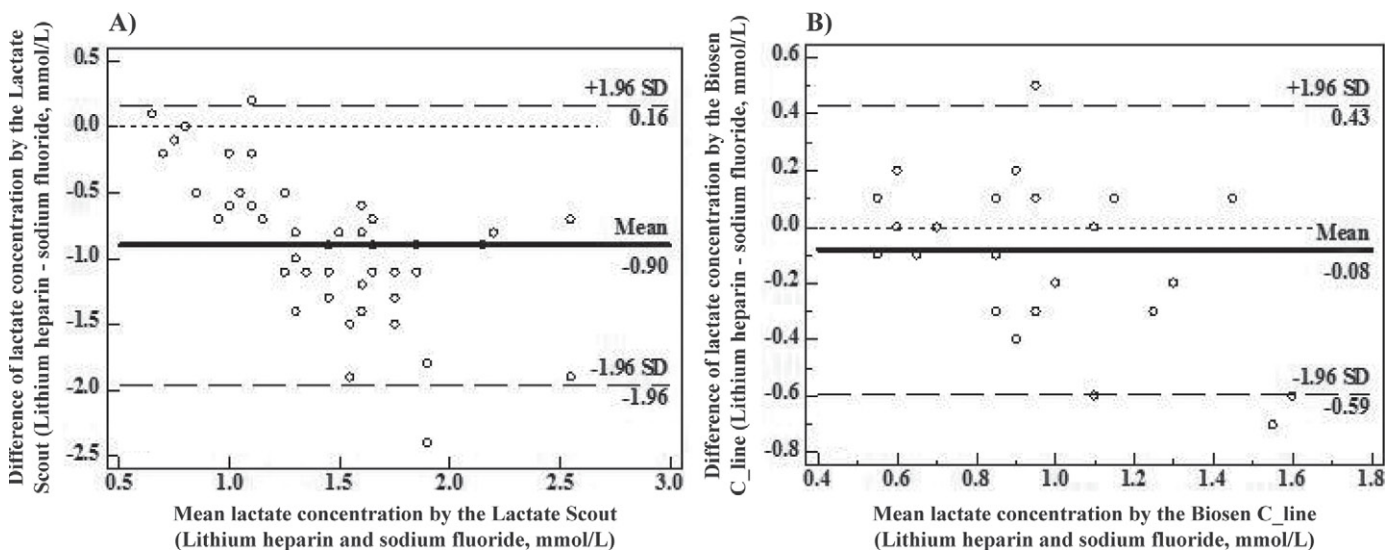 A)
Difference of lactate concentration by the Lactate
Scout (Lithium heparin - sodium fluoride, mmol/L)
0.5
0.0
-0.5
-1.0
-1.5
-2.0
-2.5
+1.96 SD
0.16
Mean
-0.90
-1.96 SD
-1.96
0.5
1.0
1.5
2.0
2.5
3.0
Mean lactate concentration by the Lactate Scout
(Lithium heparin and sodium fluoride, mmol/L)
B)
Difference of lactate concentration by the Biosen
C_line (Lithium heparin - sodium fluoride, mmol/L)
0.6
0.4
0.2
0.0
-0.2
-0.4
-0.6
-0.8
+1.96 SD
0.43
Mean
-0.08
-1.96 SD
-0.59
0.4
0.6
0.8
1.0
1.2
1.4
1.6
1.8
Mean lactate concentration by the Biosen C_line
(Lithium heparin and sodium fluoride, mmol/L)